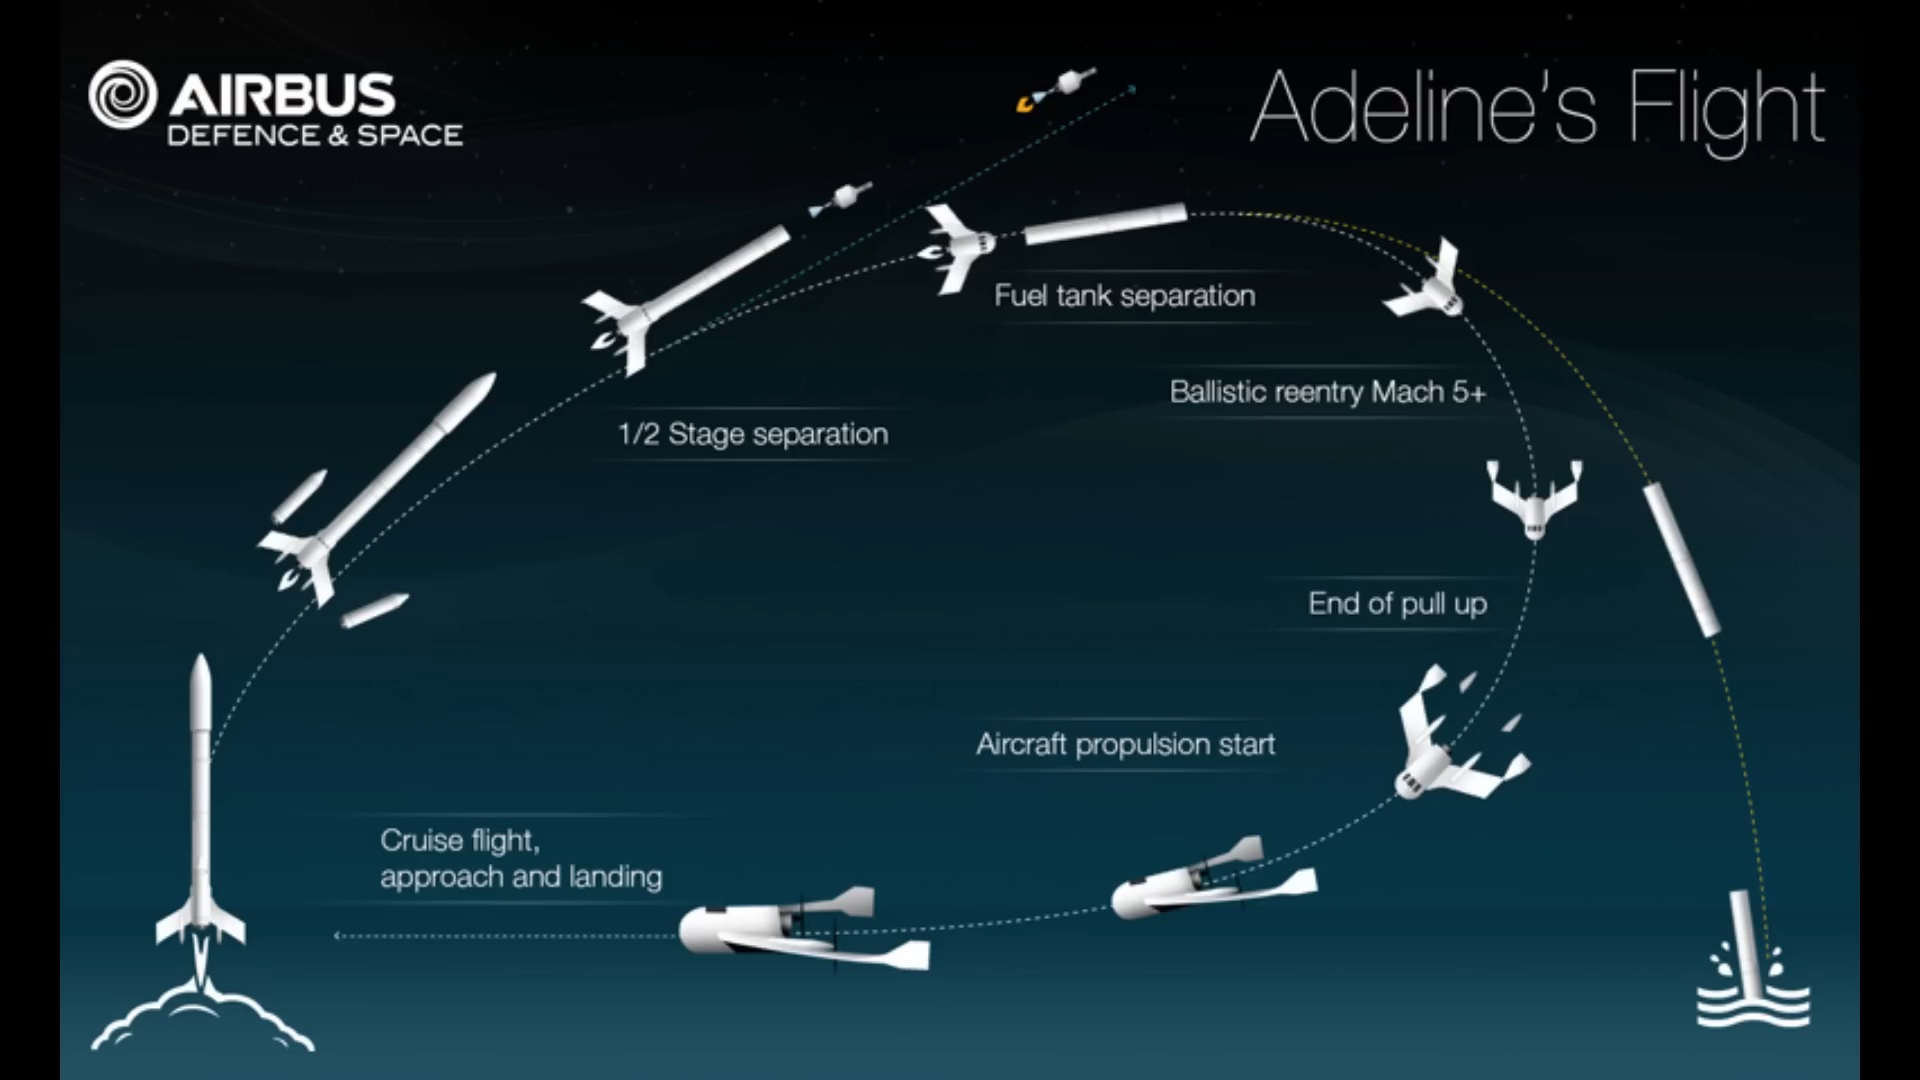 AIRBUS
DEFENCE & SPACE
Adeline's Flight
Fuel tank separation
Ballistic reentry Mach 5+
1/2 Stage separation
End of pull up
Aircraft propulsion start
Cruise flight,
approach and landing